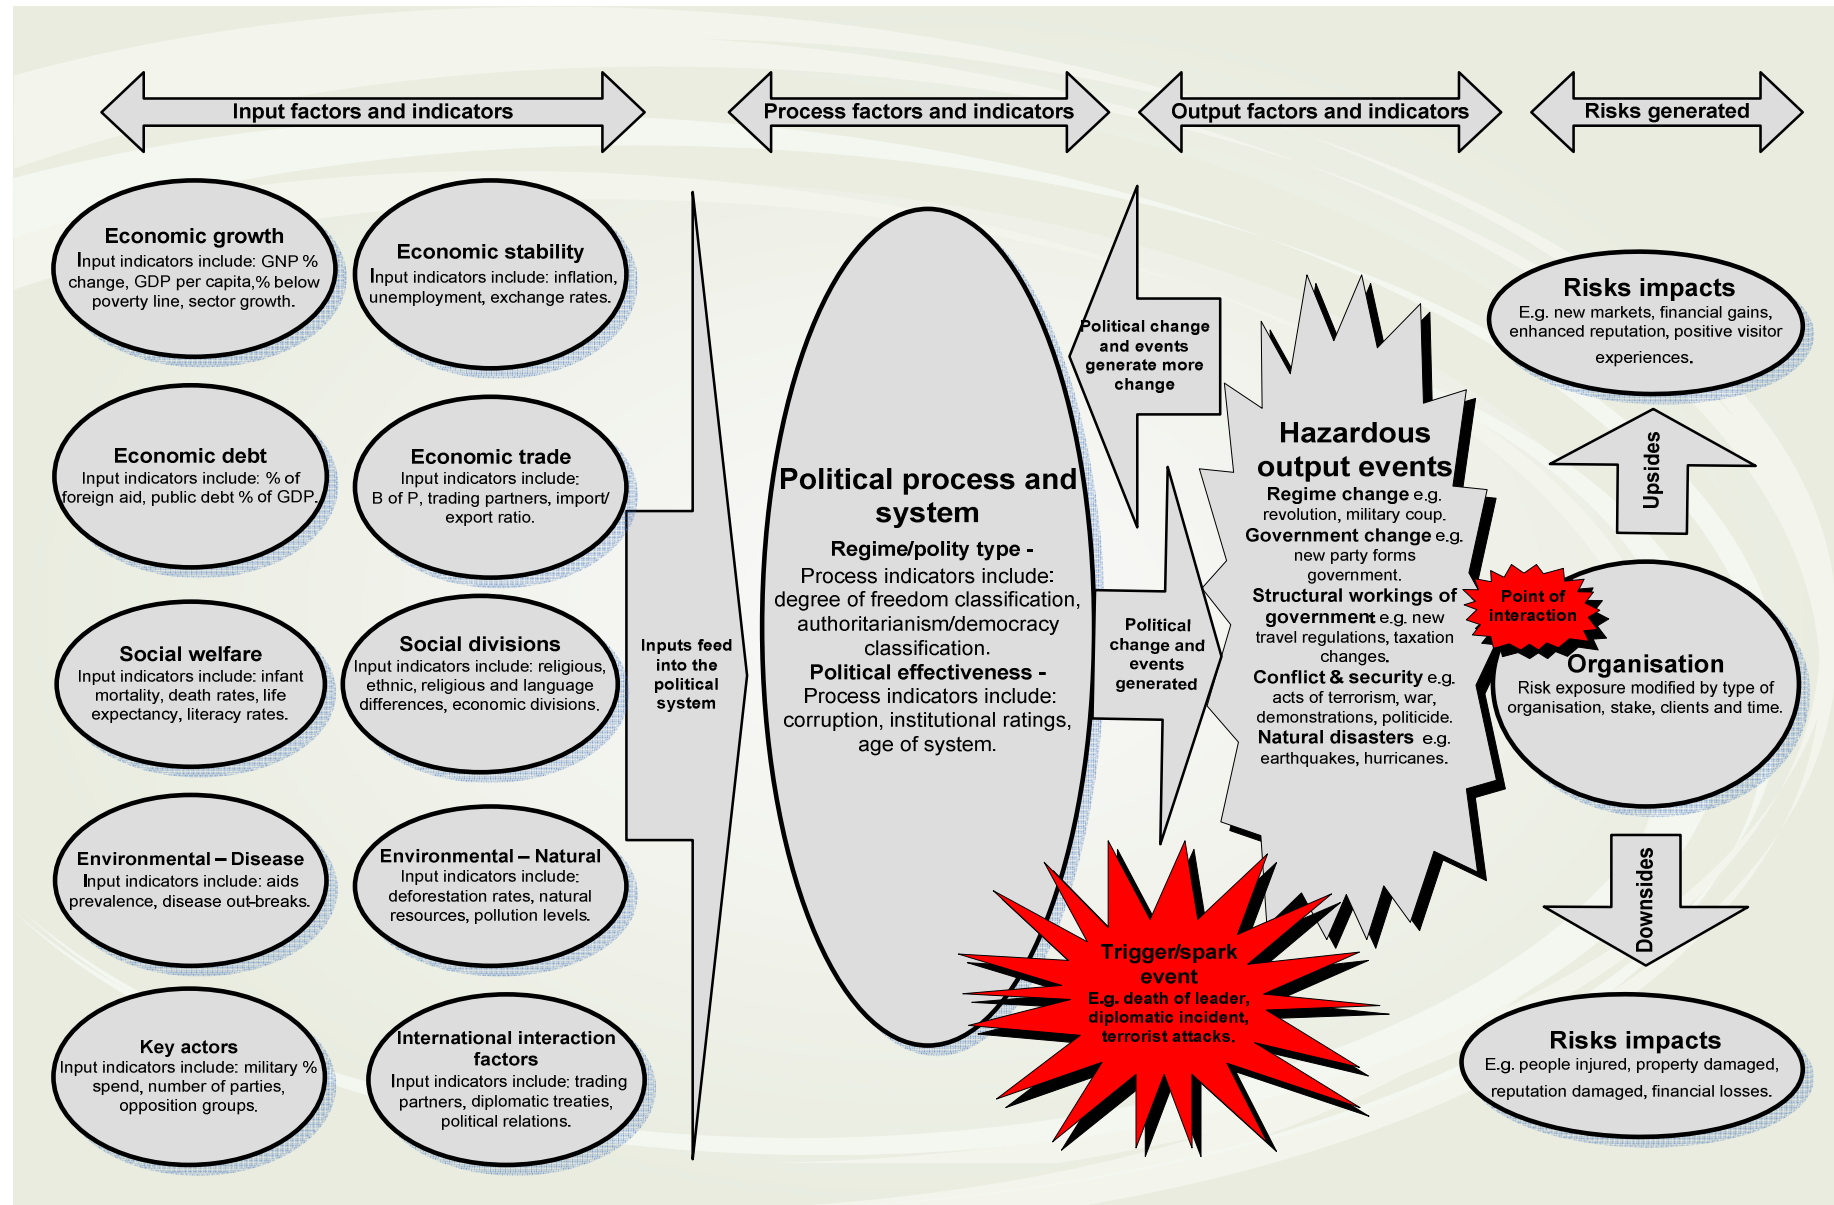 Input factors and indicators
Process factors and indicators
Output factors and indicators
Risks generated
Economic growth
Input indicators include: GNP %
change, GDP per capita,% below
poverty line, sector growth.
Economic stability
Input indicators include: inflation,
unemployment, exchange rates.
Economic debt
Input indicators include: % of
foreign aid, public debt % of GDP.
Economic trade
Input indicators include:
B of P, trading partners, import/
export ratio.
Social welfare
Input indicators include: infant
mortality, death rates, life
expectancy, literacy rates.
Social divisions
Input indicators include: religious,
ethnic, religious and language
differences, economic divisions.
Environmental – Disease
Input indicators include: aids
prevalence, disease out-breaks.
Environmental – Natural
Input indicators include:
deforestation rates, natural
resources, pollution levels.
Key actors
Input indicators include: military %
spend, number of parties,
opposition groups.
International interaction
factors
Input indicators include: trading
partners, diplomatic treaties,
political relations.
Inputs feed
into the
political
system
Political process and
system
Regime/polity type -
Process indicators include:
degree of freedom classification,
authoritarianism/democracy
classification.
Political effectiveness -
Process indicators include:
corruption, institutional ratings,
age of system.
Political change
and events
generate more
change
Political
change and
events
generated
Hazardous
output events
Regime change e.g.
revolution, military coup.
Government change e.g.
new party forms
government.
Structural workings of
government e.g. new
travel regulations, taxation
changes.
Conflict & security e.g.
acts of terrorism, war,
demonstrations, politicide.
Natural disasters e.g.
earthquakes, hurricanes.
Trigger/spark
event
E.g. death of leader,
diplomatic incident,
terrorist attacks.
Point of
interaction
Risks impacts
E.g. new markets, financial gains,
enhanced reputation, positive visitor
experiences.
Upsides
Organisation
Risk exposure modified by type of
organisation, stake, clients and time.
Downsides
Risks impacts
E.g. people injured, property damaged,
reputation damaged, financial losses.